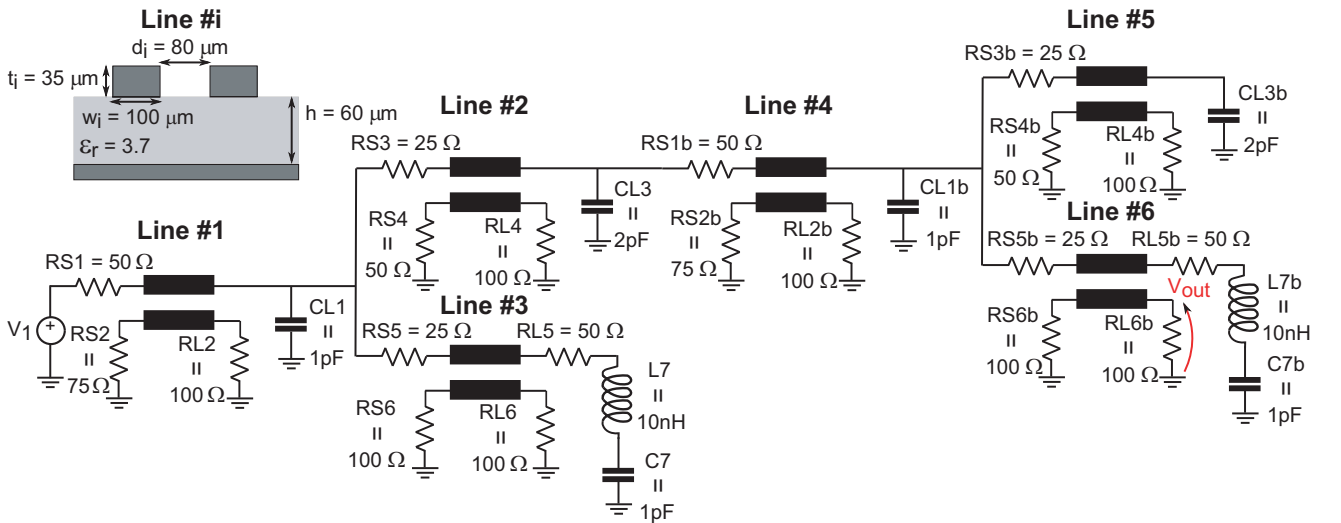 Line #i
dᵢ = 80 μm
tᵢ = 35 μm
wᵢ = 100 μm
h = 60 μm
εᵣ = 3.7
Line #1
RS1 = 50 Ω
V₁
+
RS2
=
75Ω
RL2
=
100 Ω
CL1
=
1pF
Line #2
RS3 = 25 Ω
RS4
=
50 Ω
RL4
=
100 Ω
CL3
=
2pF
Line #3
RS5 = 25 Ω
RL5 = 50 Ω
RS6
=
100 Ω
RL6
=
100 Ω
L7
=
10nH
C7
=
1pF
Line #4
RS1b = 50 Ω
RS2b
=
75 Ω
RL2b
=
100 Ω
CL1b
=
1pF
Line #5
RS3b = 25 Ω
RS4b
=
50 Ω
RL4b
=
100 Ω
CL3b
=
2pF
Line #6
RS5b = 25 Ω
RL5b = 50 Ω
Vout
RS6b
=
100 Ω
RL6b
=
100 Ω
L7b
=
10nH
C7b
=
1pF